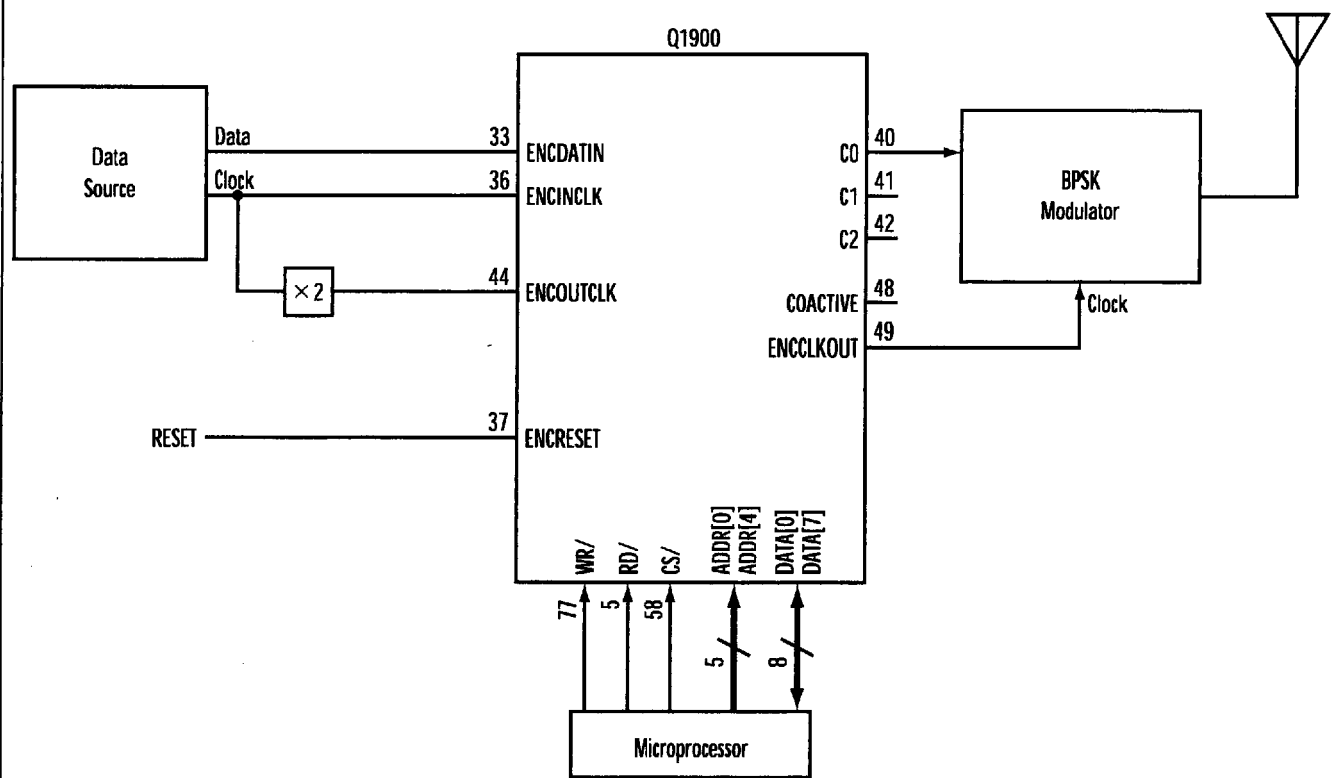 Q1900
Data
Source
Data
Clock
× 2
33
36
44
37
ENCDATIN
ENCINCLK
ENCOUTCLK
RESET
ENCRESET
C0
C1
C2
COACTIVE
ENCCLKOUT
40
41
42
48
49
BPSK
Modulator
Clock
WR/
RD/
CS/
ADDR[0]
ADDR[4]
DATA[0]
DATA[7]
77
5
58
5
8
Microprocessor